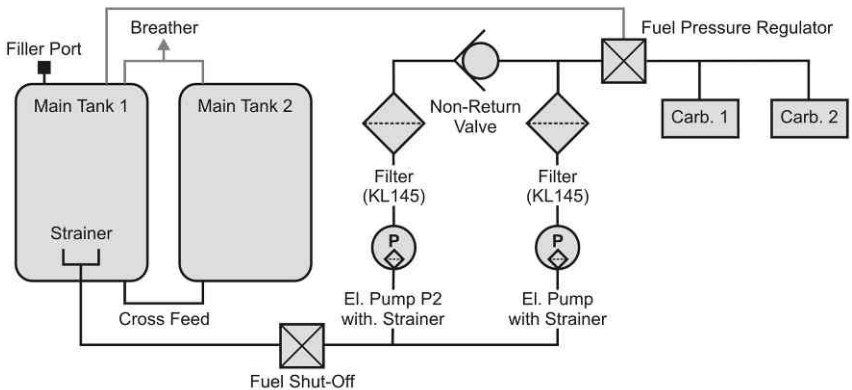 Breather
Filler Port
Fuel Pressure Regulator
Main Tank 1
Main Tank 2
Non-Return
Valve
Carb. 1
Carb. 2
Filter
(KL145)
Filter
(KL145)
Strainer
P
P
El. Pump P2
with. Strainer
El. Pump
with Strainer
Cross Feed
Fuel Shut-Off